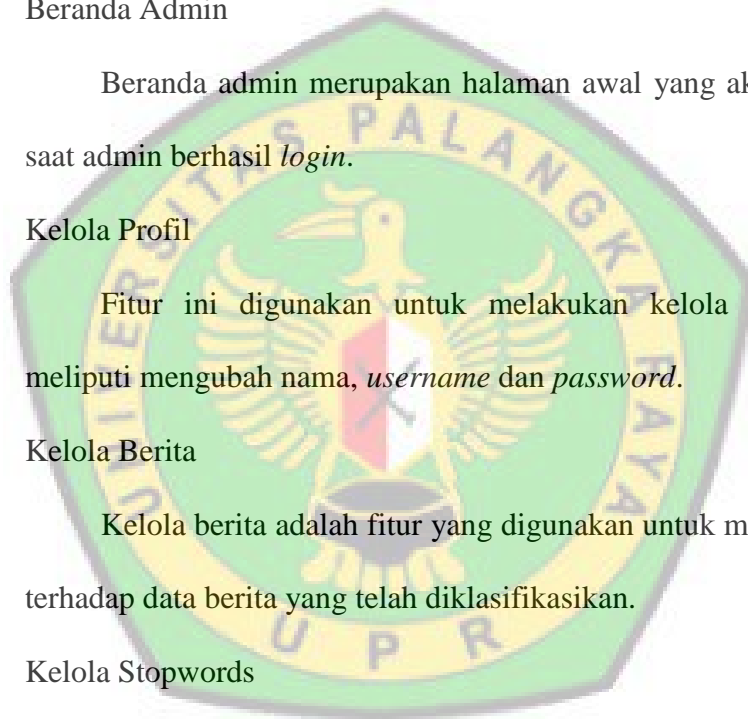 Beranda Admin
Beranda admin merupakan halaman awal yang
saat admin berhasil login.
Kelola Profil
Fitur ini digunakan untuk melakukan kelola
meliputi mengubah nama, username dan password.
Kelola Berita
Kelola berita adalah fitur yang digunakan untuk
terhadap data berita yang telah diklasifikasikan.
Kelola Stopwords
UNIVERSITAS PALANGKA RAYA
UPR